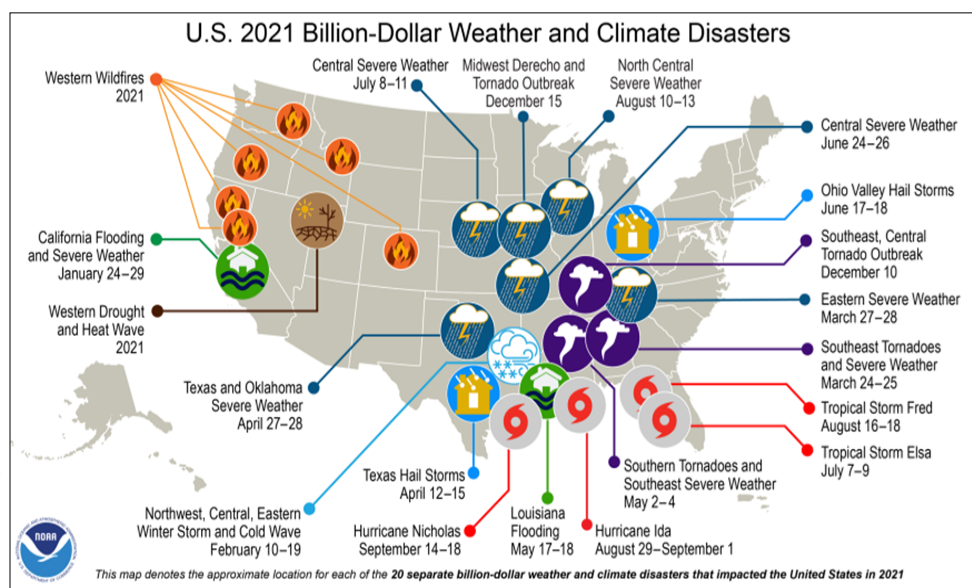 U.S. 2021 Billion-Dollar Weather and Climate Disasters
Western Wildfires
2021
Central Severe Weather
July 8–11
Midwest Derecho and
Tornado Outbreak
December 15
North Central
Severe Weather
August 10–13
Central Severe Weather
June 24–26
Ohio Valley Hail Storms
June 17–18
Southeast, Central
Tornado Outbreak
December 10
Eastern Severe Weather
March 27–28
Southeast Tornadoes
and Severe Weather
March 24–25
Tropical Storm Fred
August 16–18
Tropical Storm Elsa
July 7–9
California Flooding
and Severe Weather
January 24–29
Western Drought
and Heat Wave
2021
Texas and Oklahoma
Severe Weather
April 27–28
Texas Hail Storms
April 12–15
Northwest, Central, Eastern
Winter Storm and Cold Wave
February 10–19
Hurricane Nicholas
September 14–18
Louisiana
Flooding
May 17–18
Hurricane Ida
August 29–September 1
Southern Tornadoes and
Southeast Severe Weather
May 2–4
NOAA
This map denotes the approximate location for each of the 20 separate billion-dollar weather and climate disasters that impacted the United States in 2021